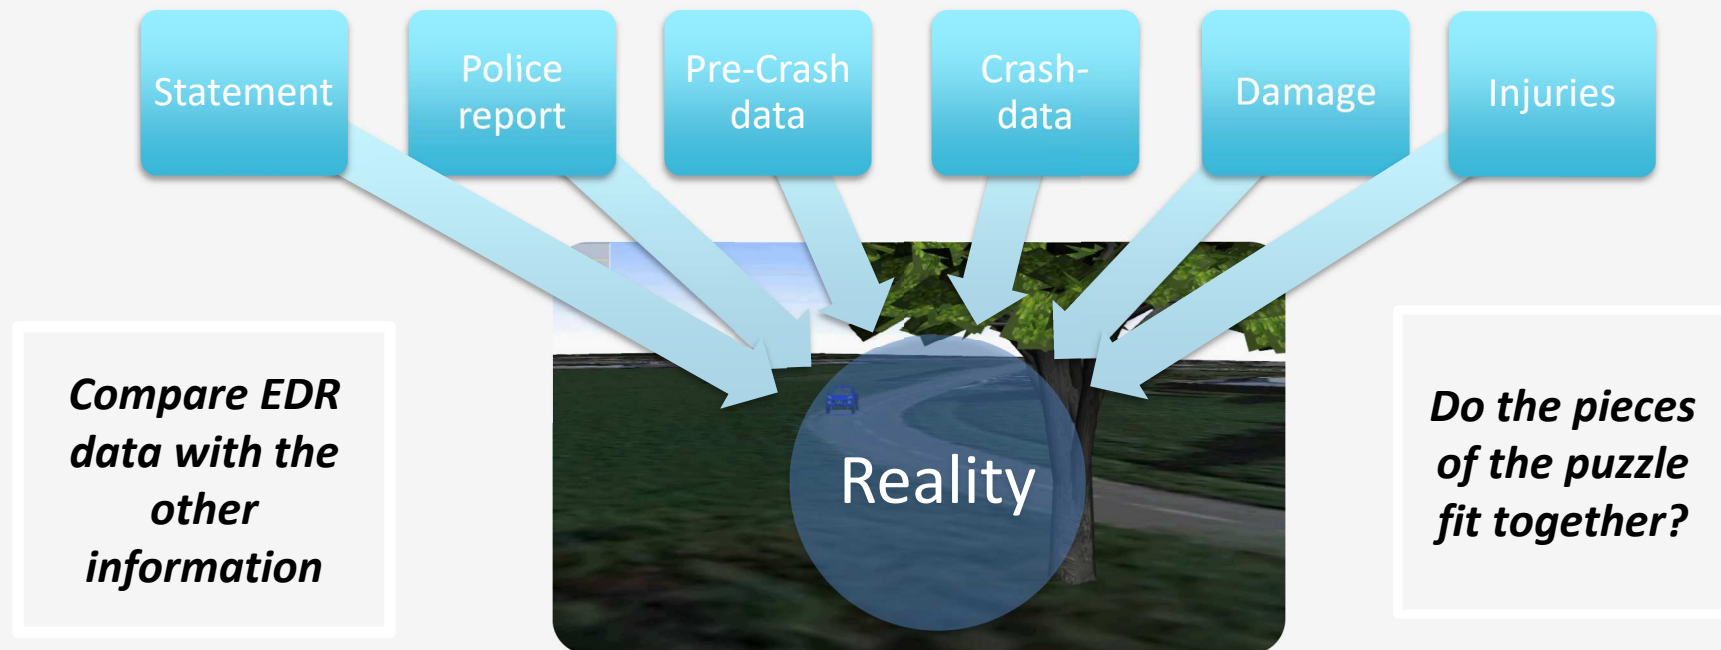 Statement
Police
report
Pre-Crash
data
Crash-
data
Damage
Injuries
Compare EDR
data with the
other
information
Reality
Do the pieces
of the puzzle
fit together?